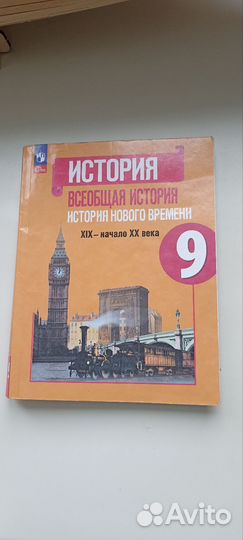 ИСТОРИЯ
ВСЕОБЩАЯ ИСТОРИЯ
ИСТОРИЯ НОВОГО ВРЕМЕНИ
XIX – начало XX века
9
Avito